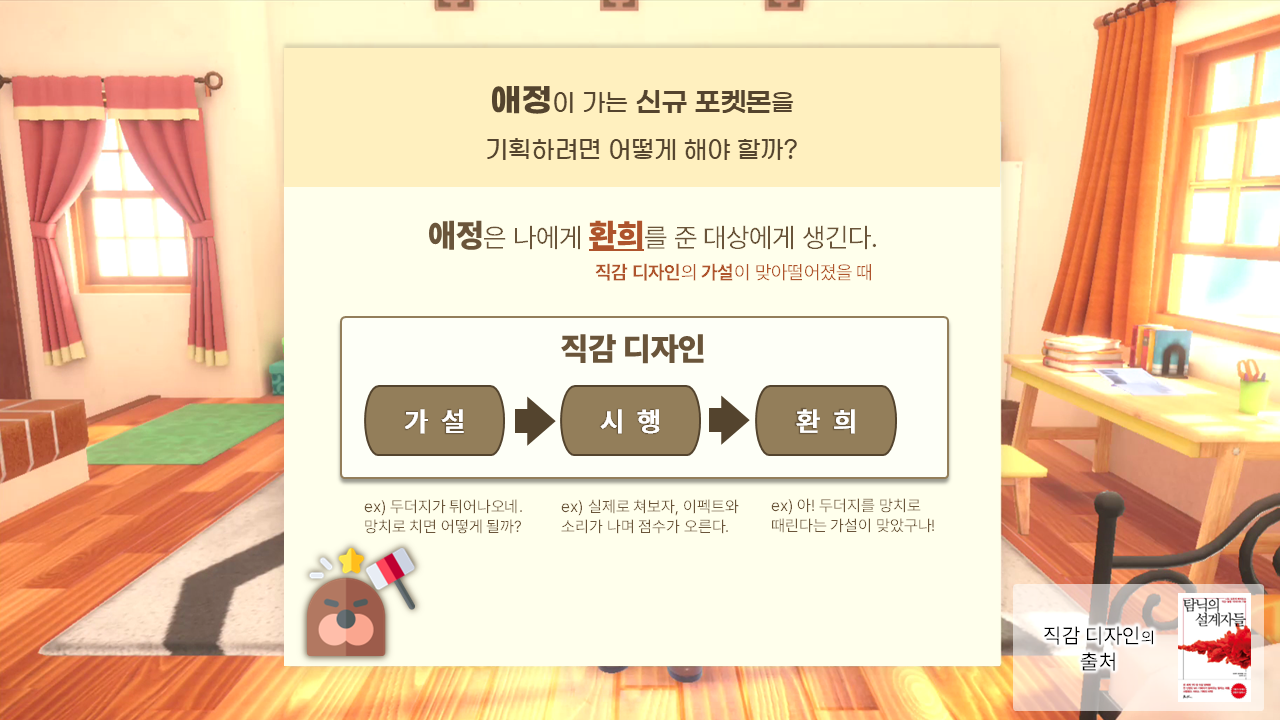 애정이 가는 신규 포켓몬을
기획하려면 어떻게 해야 할까?
애정은 나에게 환희를 준 대상에게 생긴다.
직감 디자인의 가설이 맞아떨어졌을 때
직감 디자인
가 설
시 행
환 희
ex) 두더지가 튀어나오네.
망치로 치면 어떻게 될까?
ex) 실제로 쳐보자, 이펙트와
소리가 나며 점수가 오른다.
ex) 아! 두더지를 망치로
때린다는 가설이 맞았구나!
직감 디자인의
출처
탐닉의
설계자들